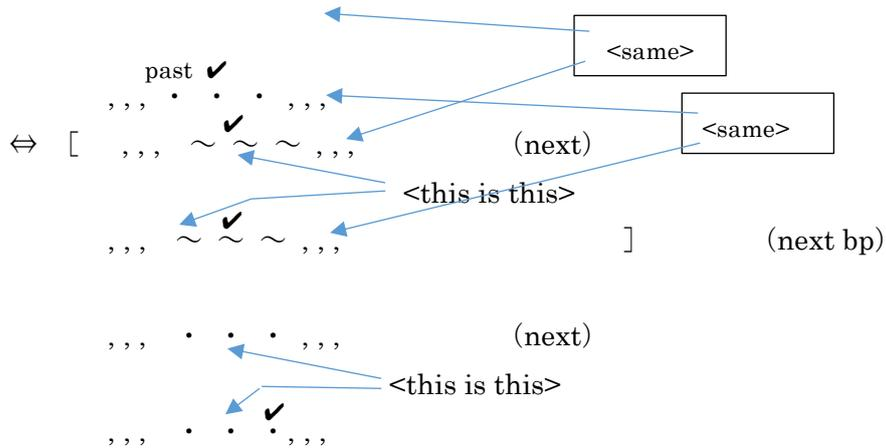 <same>
past ✔
, , , ・ ・ ・ , , ,
<same>
✔
⇔ [ , , , ～ ～ ～ , , , (next)
<this is this>
✔
, , , ～ ～ ～ , , , ] (next bp)
, , , ・ ・ ・ , , , (next)
<this is this>
✔
, , , ・ ・ ・ , , ,